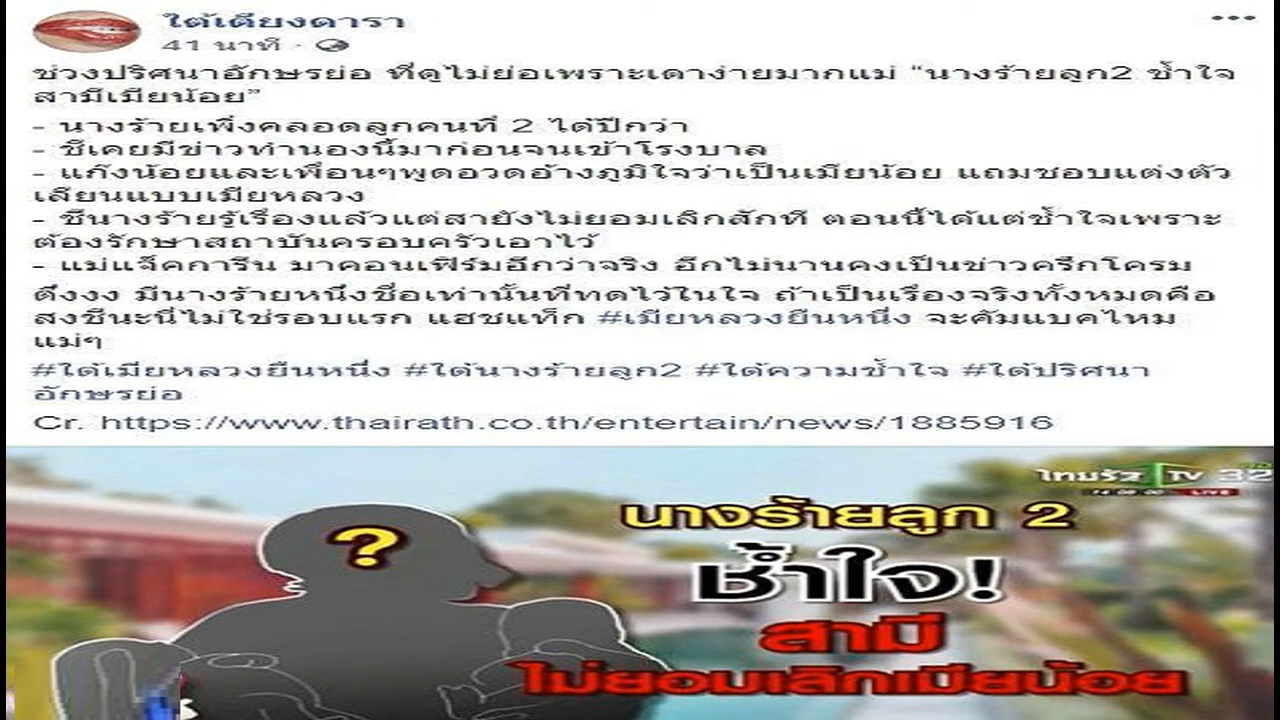 ใต้เตียงดารา
41 นาที ·
ช่วงปริศนาอักษรย่อ ที่ดูไม่ย่อเพราะเดาง่ายมากแม่ “นางร้ายลูก2 ช้ำใจ
สามีเมียน้อย”
- นางร้ายเพิ่งคลอดลูกคนที่ 2 ได้ปีกว่า
- ชีเคยมีข่าวทำนองนี้มาก่อนจนเข้าโรงบาล
- แก๊งน้อยและเพื่อนๆพูดอวดอ้างภูมิใจว่าเป็นเมียน้อย แถมชอบแต่งตัว
เลียนแบบเมียหลวง
- ชีนางร้ายรู้เรื่องแล้วแต่สายังไม่ยอมเลิกสักที ตอนนี้ได้แต่ช้ำใจเพราะ
ต้องรักษาสถาบันครอบครัวเอาไว้
- แม่แจ็คการีน มาคอนเฟิร์มอีกว่าจริง อีกไม่นานคงเป็นข่าวครึกโครม
ดึงงง มีนางร้ายหนึ่งชื่อเท่านั้นที่ทดไว้ในใจ ถ้าเป็นเรื่องจริงทั้งหมดคือ
สงชีนะนี่ไม่ใช่รอบแรก แฮชแท็ก #เมียหลวงยืนหนึ่ง จะคัมแบคไหม
แม่ๆ
#ใต้เมียหลวงยืนหนึ่ง #ใต้นางร้ายลูก2 #ใต้ความช้ำใจ #ใต้ปริศนา
อักษรย่อ
Cr. https://www.thairath.co.th/entertain/news/1885916
ไทยรัฐ TV 32
LIVE
?
นางร้ายลูก 2
ช้ำใจ!
สามี
ไม่ยอมเลิกเมียน้อย